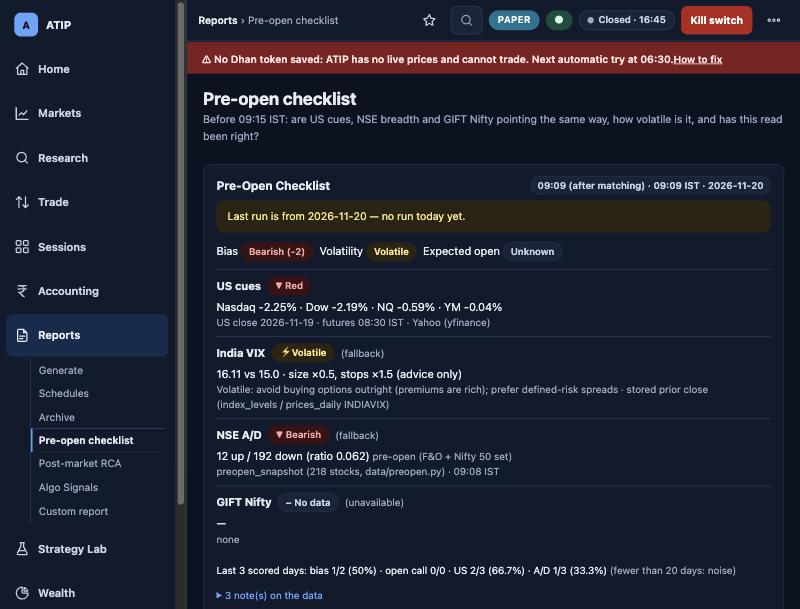 A ATIP
Home
Markets
Research
Trade
Sessions
Accounting
Reports
Generate
Schedules
Archive
Pre-open checklist
Post-market RCA
Algo Signals
Custom report
Strategy Lab
Wealth
Reports › Pre-open checklist
PAPER
Closed · 16:45
Kill switch
⚠ No Dhan token saved: ATIP has no live prices and cannot trade. Next automatic try at 06:30.How to fix
Pre-open checklist
Before 09:15 IST: are US cues, NSE breadth and GIFT Nifty pointing the same way, how volatile is it, and has this read
been right?
Pre-Open Checklist
09:09 (after matching) · 09:09 IST · 2026-11-20
Last run is from 2026-11-20 — no run today yet.
Bias Bearish (-2) Volatility Volatile Expected open Unknown
US cues ▼ Red
Nasdaq -2.25% · Dow -2.19% · NQ -0.59% · YM -0.04%
US close 2026-11-19 · futures 08:30 IST · Yahoo (yfinance)
India VIX ⚡Volatile (fallback)
16.11 vs 15.0 · size ×0.5, stops ×1.5 (advice only)
Volatile: avoid buying options outright (premiums are rich); prefer defined-risk spreads · stored prior close
(index_levels / prices_daily INDIAVIX)
NSE A/D ▼ Bearish (fallback)
12 up / 192 down (ratio 0.062) pre-open (F&O + Nifty 50 set)
preopen_snapshot (218 stocks, data/preopen.py) · 09:08 IST
GIFT Nifty – No data (unavailable)
—
none
Last 3 scored days: bias 1/2 (50%) · open call 0/0 · US 2/3 (66.7%) · A/D 1/3 (33.3%) (fewer than 20 days: noise)
▶ 3 note(s) on the data